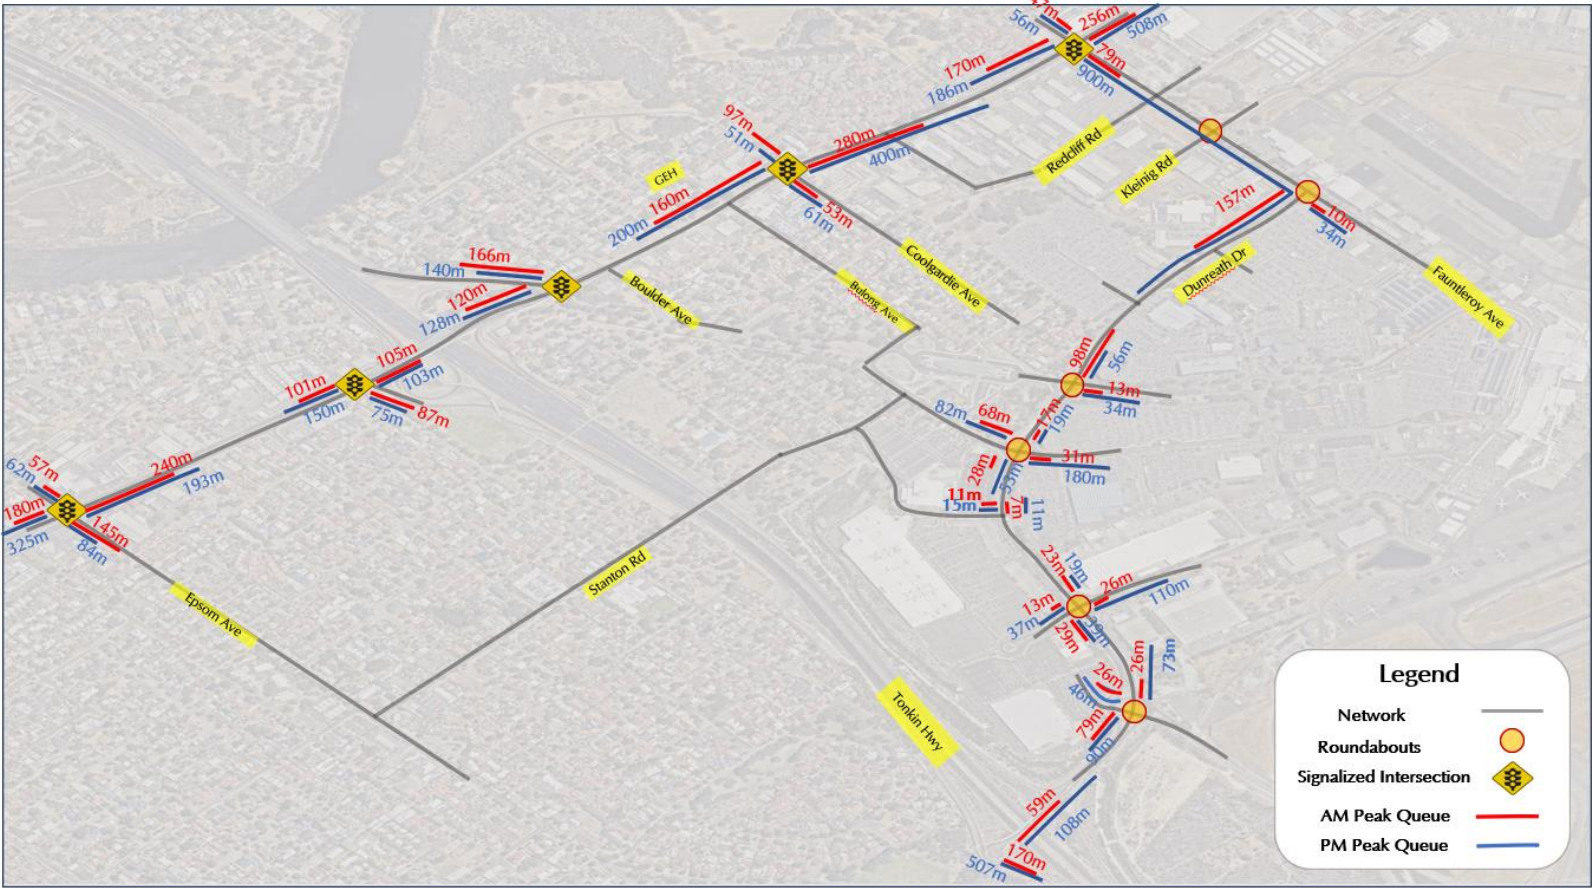 47m
56m
256m
508m
79m
900m
170m
186m
97m
51m
280m
400m
Redcliff Rd
Kleinig Rd
GEH
160m
200m
53m
61m
157m
10m
34m
166m
140m
120m
128m
Boulder Ave
Bulong Ave
Coolgardie Ave
Dunreath Dr
Fauntleroy Ave
105m
103m
101m
150m
75m
87m
98m
56m
13m
34m
82m
68m
17m
19m
31m
180m
28m
53m
11m
15m
7m
11m
57m
62m
240m
193m
180m
325m
145m
84m
Epsom Ave
Stanton Rd
23m
19m
26m
110m
13m
37m
29m
39m
26m
46m
26m
73m
79m
90m
Tonkin Hwy
59m
108m
170m
507m
Legend
Network
Roundabouts
Signalized Intersection
AM Peak Queue
PM Peak Queue